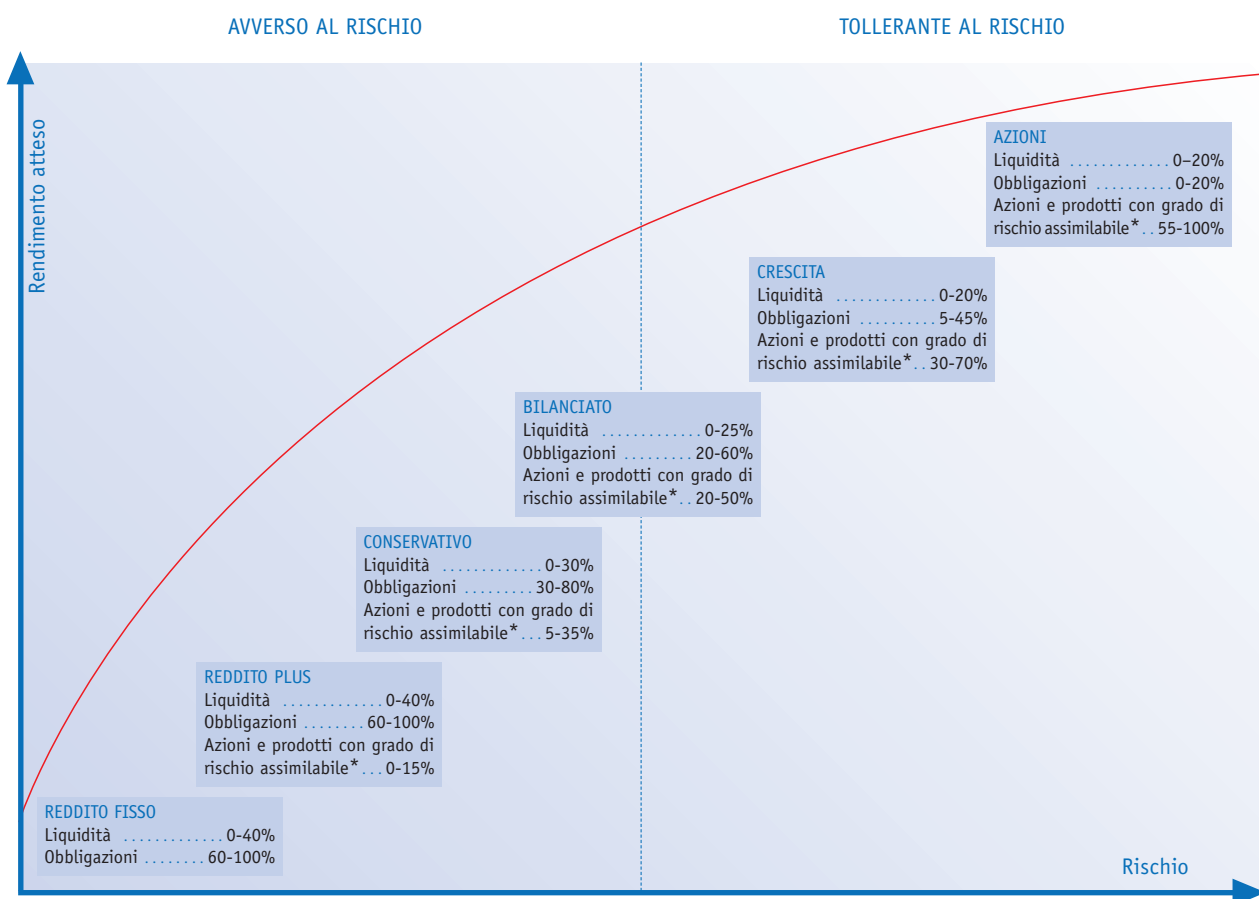 AVVERSO AL RISCHIO
TOLLERANTE AL RISCHIO
Rendimento atteso
AZIONI
Liquidità ............. 0–20%
Obbligazioni .......... 0-20%
Azioni e prodotti con grado di
rischio assimilabile*.. 55-100%
CRESCITA
Liquidità ............. 0-20%
Obbligazioni .......... 5-45%
Azioni e prodotti con grado di
rischio assimilabile*.. 30-70%
BILANCIATO
Liquidità ............. 0-25%
Obbligazioni ......... 20-60%
Azioni e prodotti con grado di
rischio assimilabile*.. 20-50%
CONSERVATIVO
Liquidità ............. 0-30%
Obbligazioni ......... 30-80%
Azioni e prodotti con grado di
rischio assimilabile*... 5-35%
REDDITO PLUS
Liquidità ............. 0-40%
Obbligazioni ........ 60-100%
Azioni e prodotti con grado di
rischio assimilabile*... 0-15%
REDDITO FISSO
Liquidità ............. 0-40%
Obbligazioni ........ 60-100%
Rischio